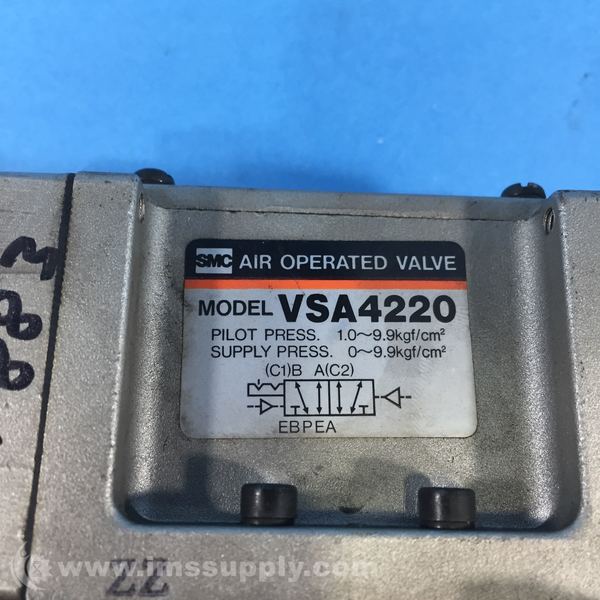 SMC AIR OPERATED VALVE
MODEL VSA4220
PILOT PRESS. 1.0~9.9kgf/cm²
SUPPLY PRESS. 0~9.9kgf/cm²
(C1)B A(C2)
EBPEA
22
www.imssupply.com